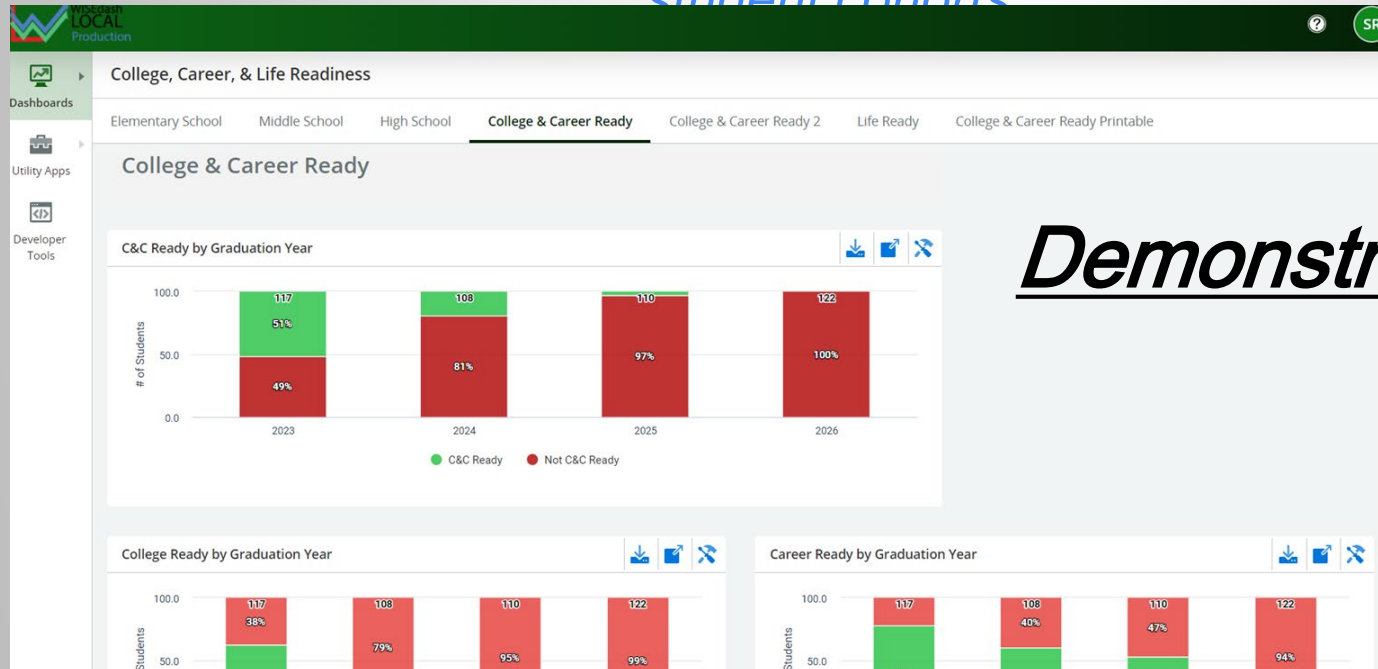 WISEdash
LOCAL
Production
SR
Dashboards
Utility Apps
Developer
Tools
College, Career, & Life Readiness
Elementary School Middle School High School College & Career Ready College & Career Ready 2 Life Ready College & Career Ready Printable
College & Career Ready
C&C Ready by Graduation Year
# of Students
100.0
50.0
0.0
117 108 110 122
51%
49% 81% 97% 100%
2023 2024 2025 2026
C&C Ready Not C&C Ready
College Ready by Graduation Year
Students
100.0
50.0
117 108 110 122
38% 79% 95% 99%
Career Ready by Graduation Year
Students
100.0
50.0
117 108 110 122
40% 47% 94%